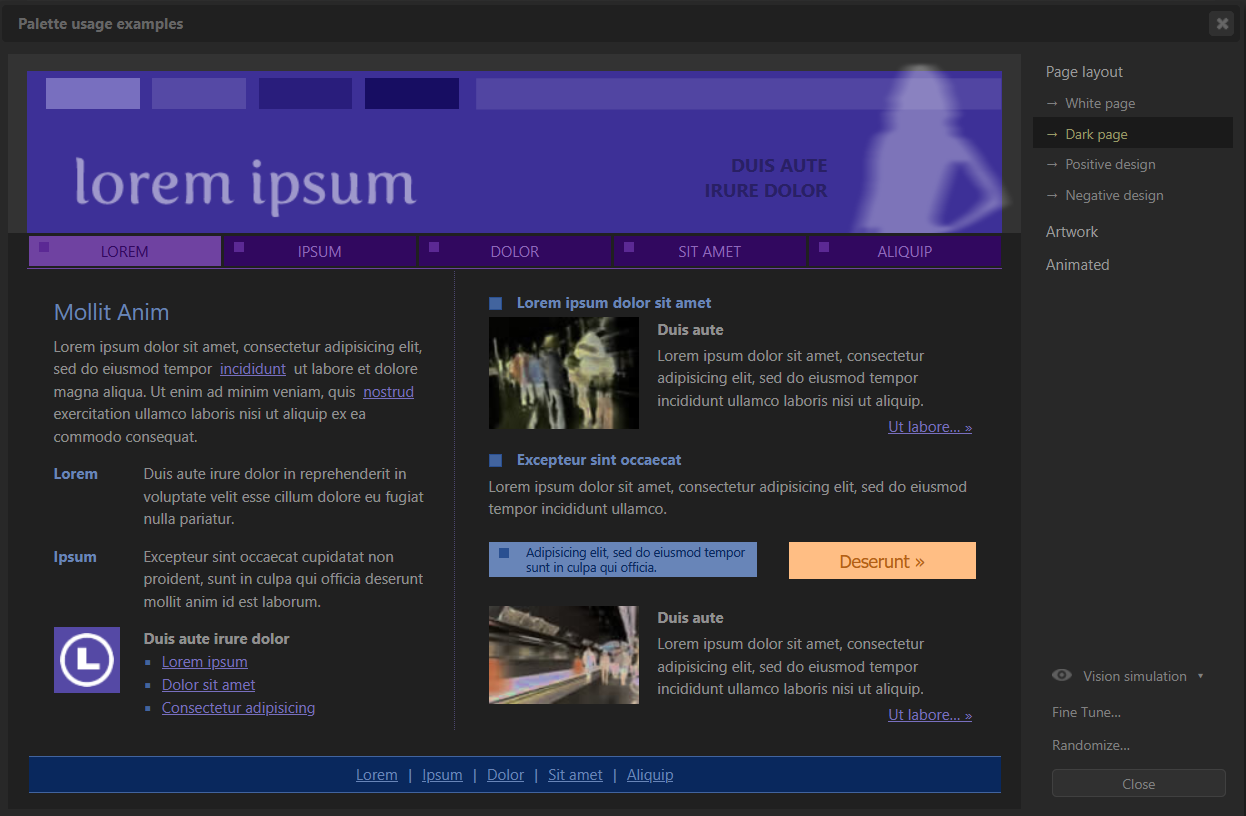 Palette usage examples
lorem ipsum
DUIS AUTE
IRURE DOLOR
LOREM
IPSUM
DOLOR
SIT AMET
ALIQUIP
Mollit Anim
Lorem ipsum dolor sit amet, consectetur adipisicing elit,
sed do eiusmod tempor incididunt ut labore et dolore
magna aliqua. Ut enim ad minim veniam, quis nostrud
exercitation ullamco laboris nisi ut aliquip ex ea
commodo consequat.
Lorem
Duis aute irure dolor in reprehenderit in
voluptate velit esse cillum dolore eu fugiat
nulla pariatur.
Ipsum
Excepteur sint occaecat cupidatat non
proident, sunt in culpa qui officia deserunt
mollit anim id est laborum.
L
Duis aute irure dolor
Lorem ipsum
Dolor sit amet
Consectetur adipisicing
Lorem ipsum dolor sit amet
Duis aute
Lorem ipsum dolor sit amet, consectetur
adipisicing elit, sed do eiusmod tempor
incididunt ullamco laboris nisi ut aliquip.
Ut labore... »
Excepteur sint occaecat
Lorem ipsum dolor sit amet, consectetur adipisicing elit, sed do eiusmod
tempor incididunt ullamco.
Adipisicing elit, sed do eiusmod tempor
sunt in culpa qui officia.
Deserunt »
Duis aute
Lorem ipsum dolor sit amet, consectetur
adipisicing elit, sed do eiusmod tempor
incididunt ullamco laboris nisi ut aliquip.
Ut labore... »
Lorem | Ipsum | Dolor | Sit amet | Aliquip
Page layout
→ White page
→ Dark page
→ Positive design
→ Negative design
Artwork
Animated
Vision simulation
Fine Tune...
Randomize...
Close